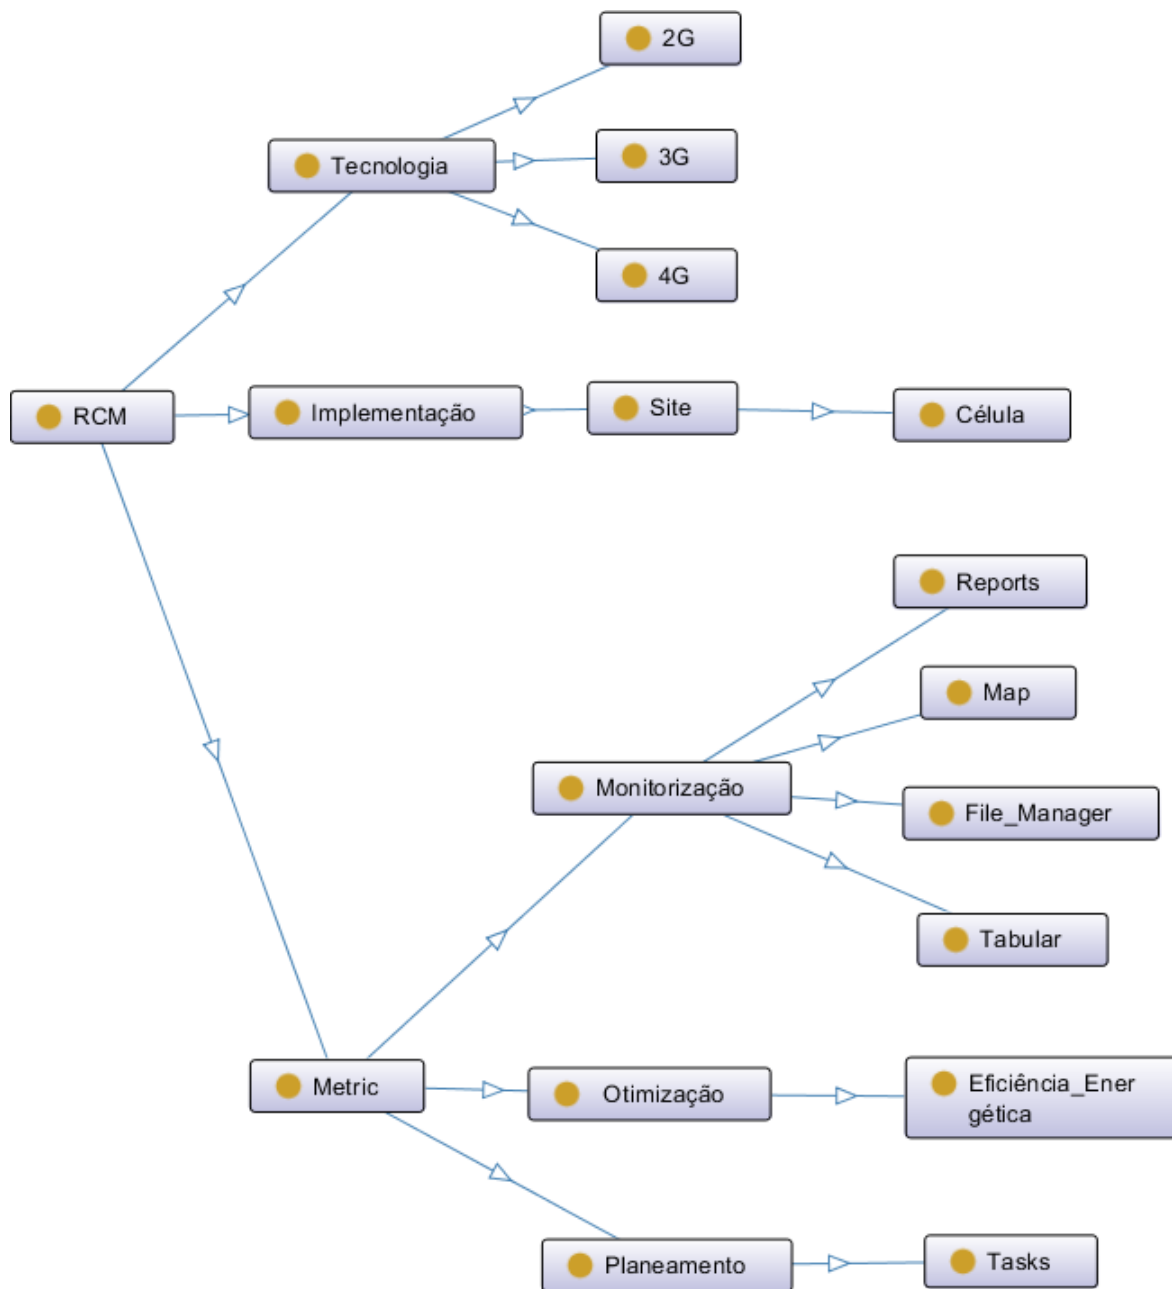 2G
Tecnologia
3G
4G
RCM
Implementação
Site
Célula
Reports
Map
Monitorização
File_Manager
Tabular
Metric
Otimização
Eficiência_Ener
gética
Planeamento
Tasks